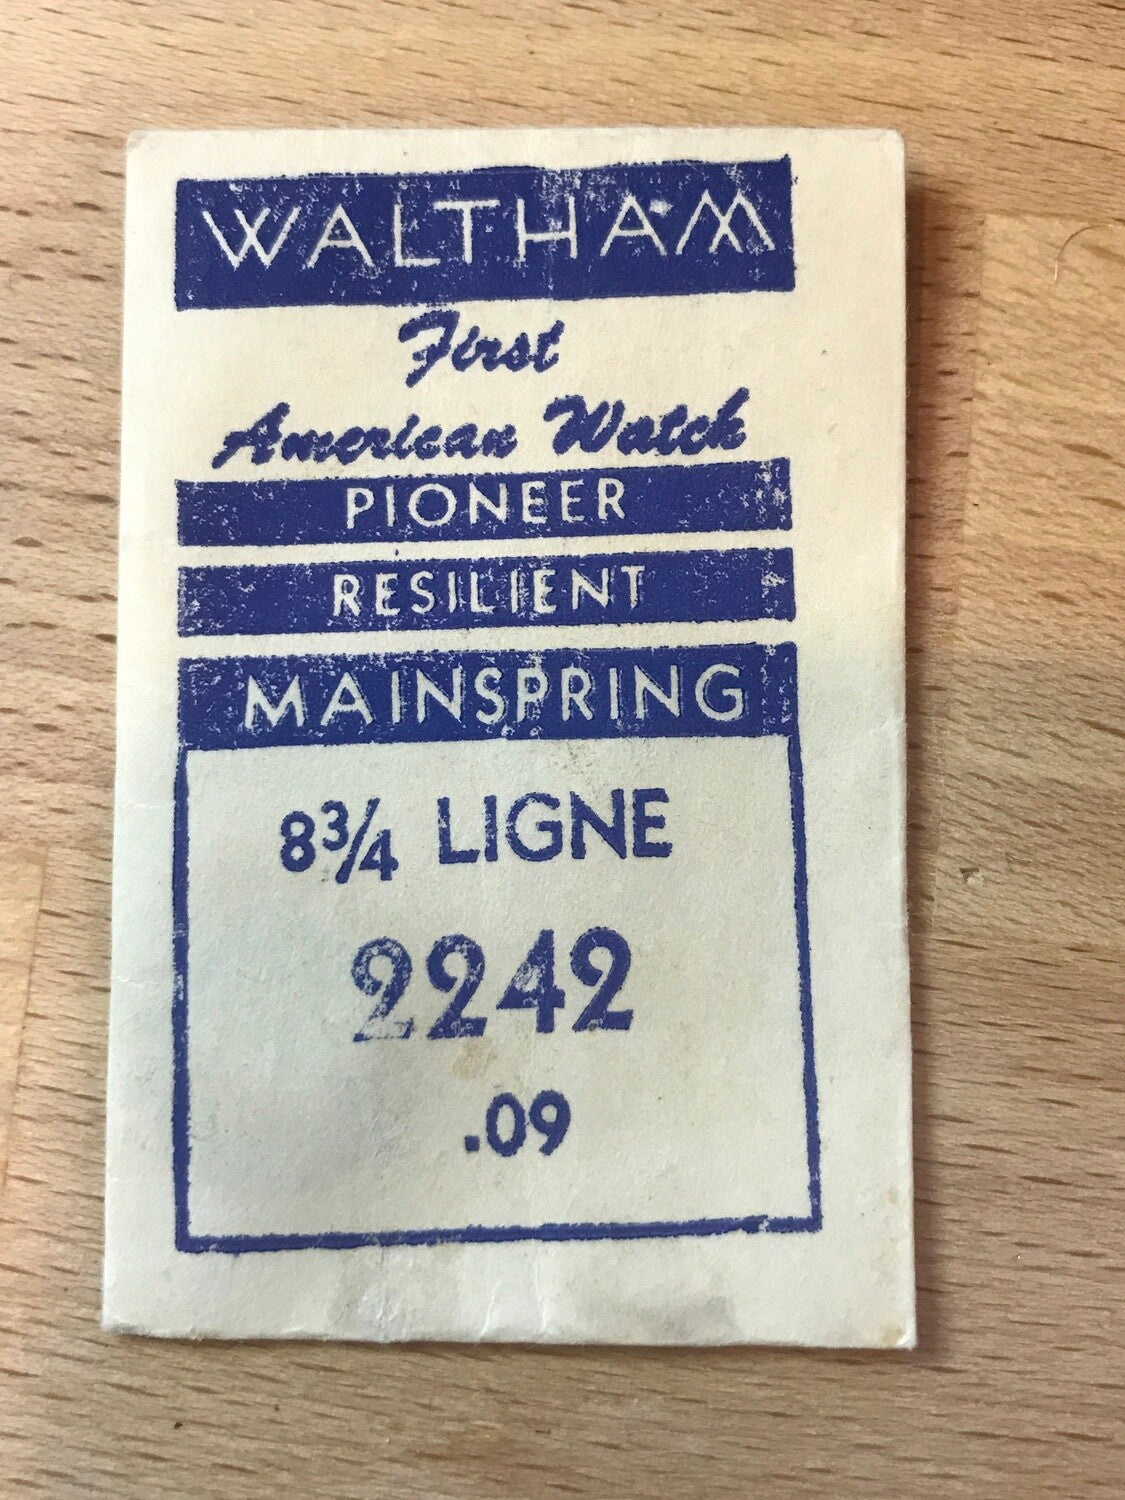 WALTHAM
First
American Watch
PIONEER
RESILIENT
MAINSPRING
8¾ LIGNE
2242
.09